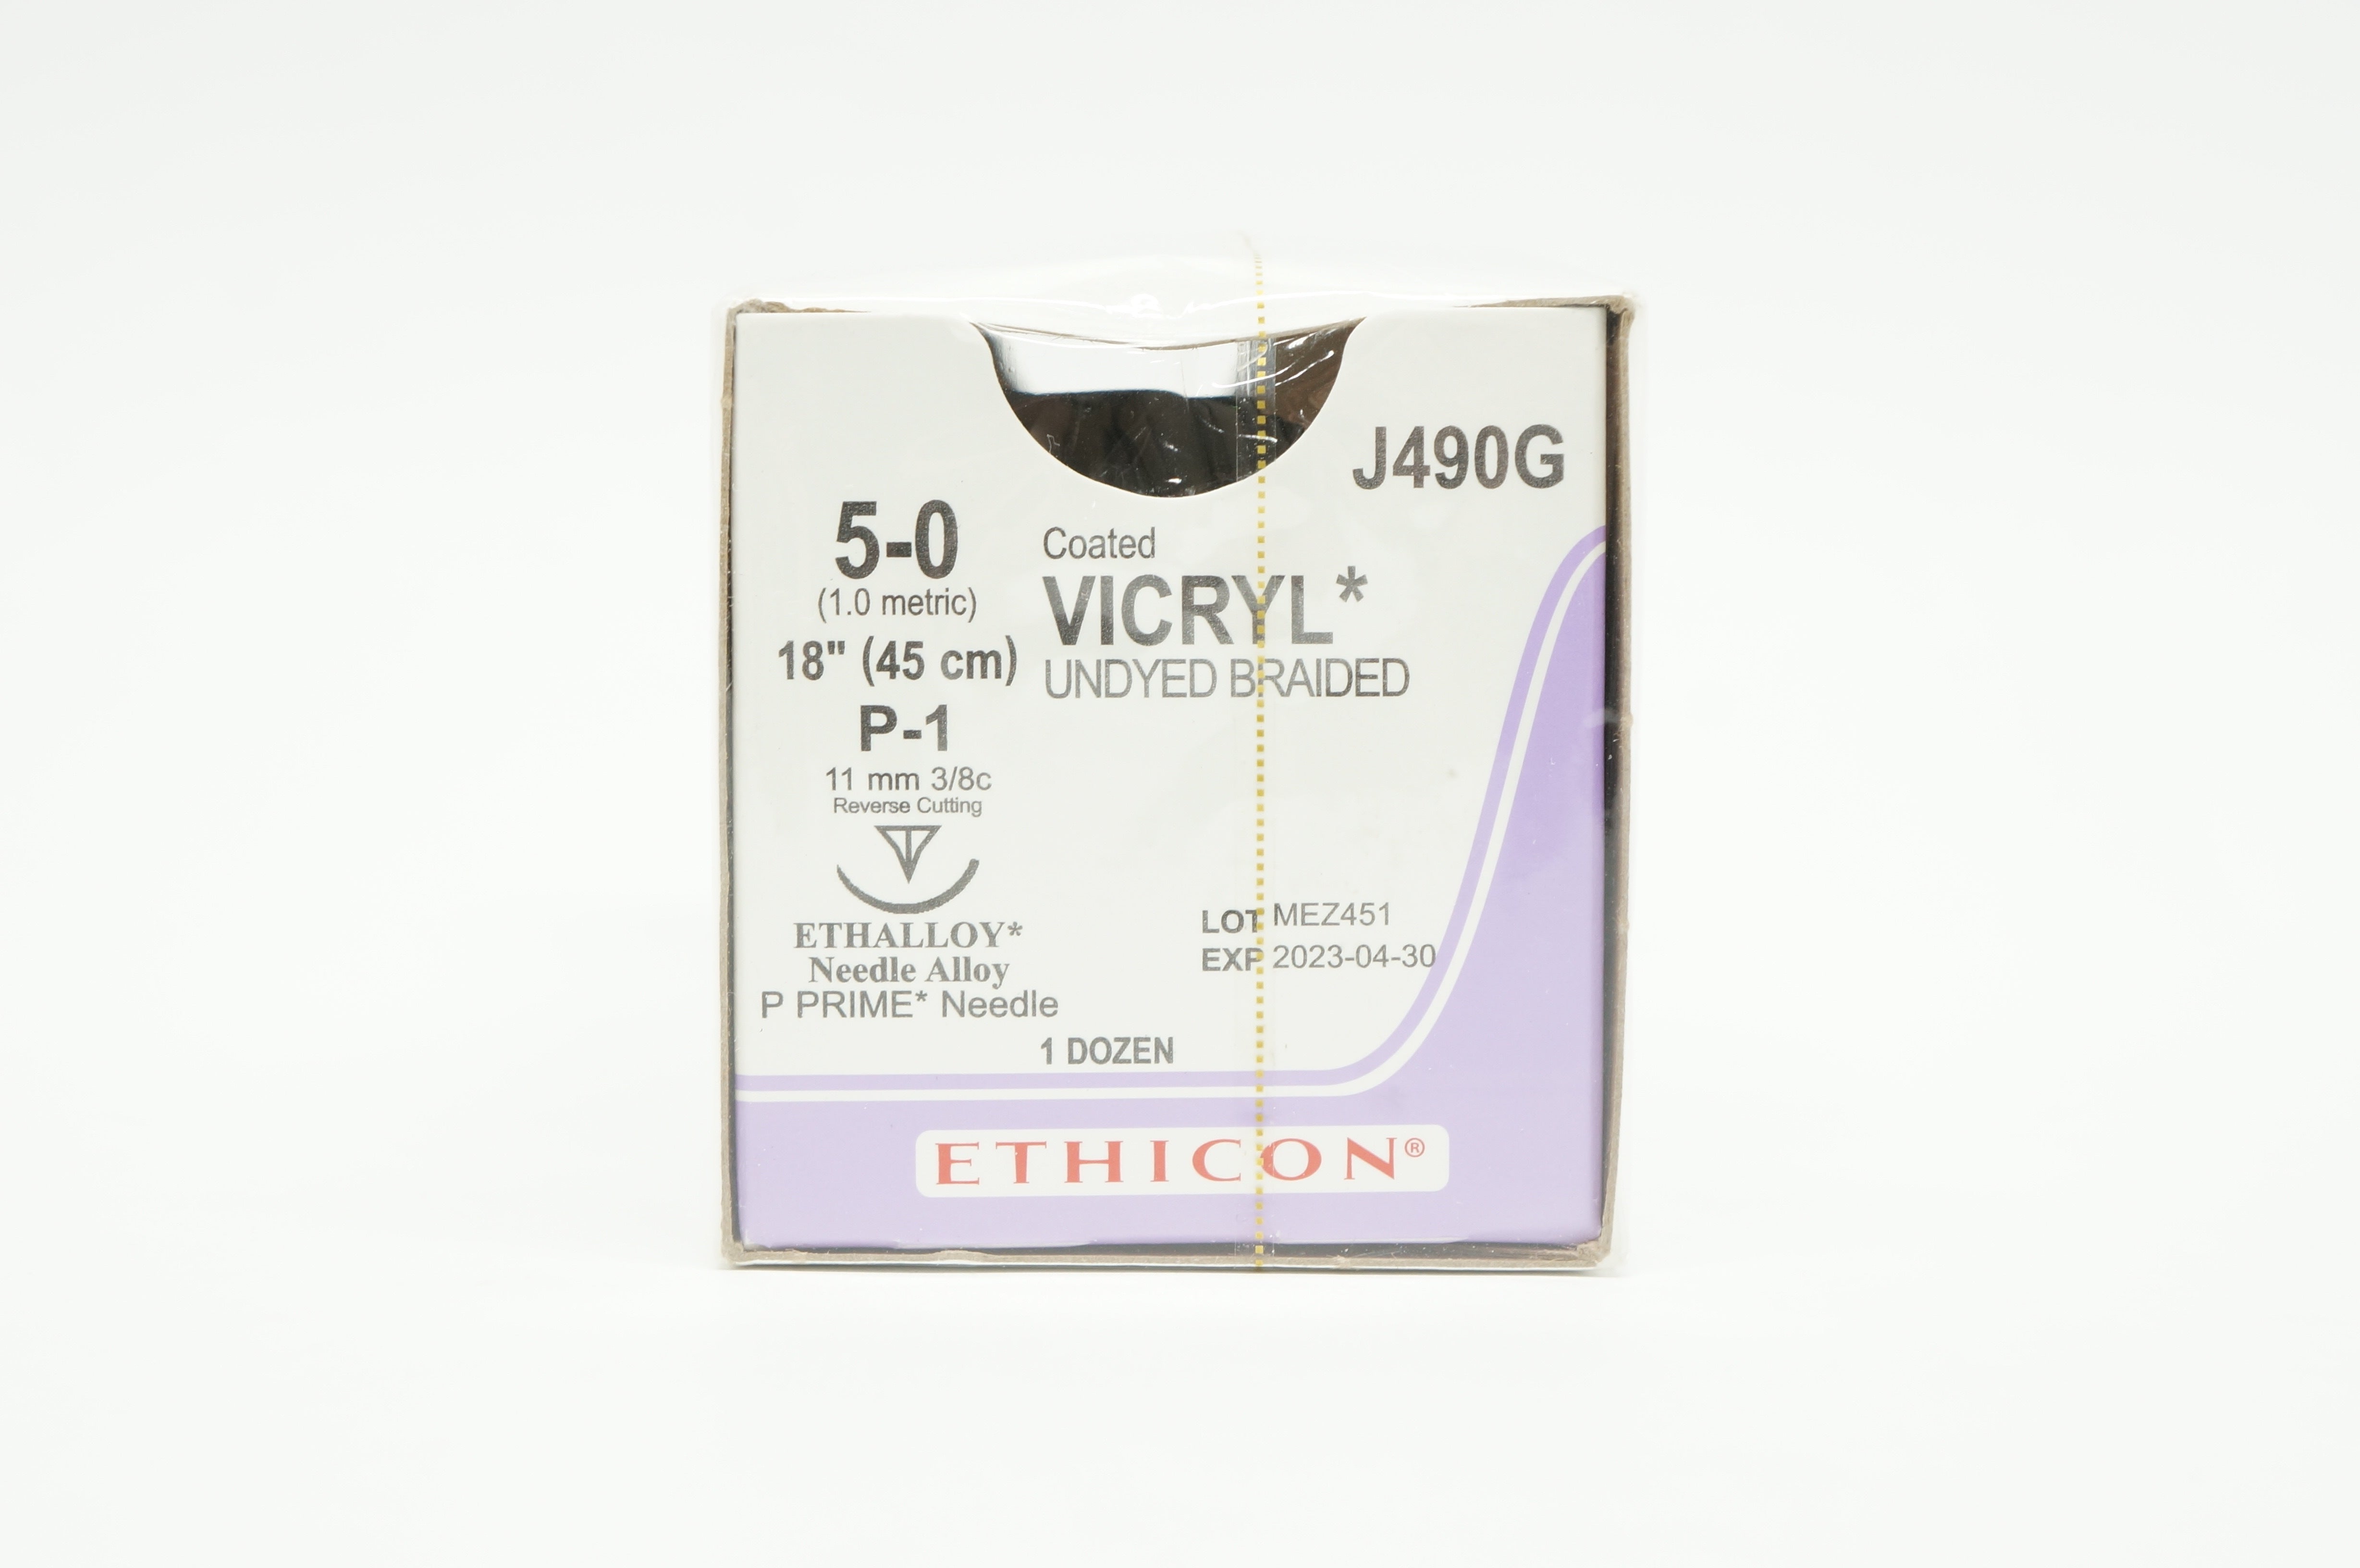 J490G
5-0
(1.0 metric)
18" (45 cm)
P-1
11 mm 3/8c
Reverse Cutting
ETHALLOY*
Needle Alloy
P PRIME* Needle
Coated
VICRYL*
UNDYED BRAIDED
LOT MEZ451
EXP 2023-04-30
1 DOZEN
ETHICON®